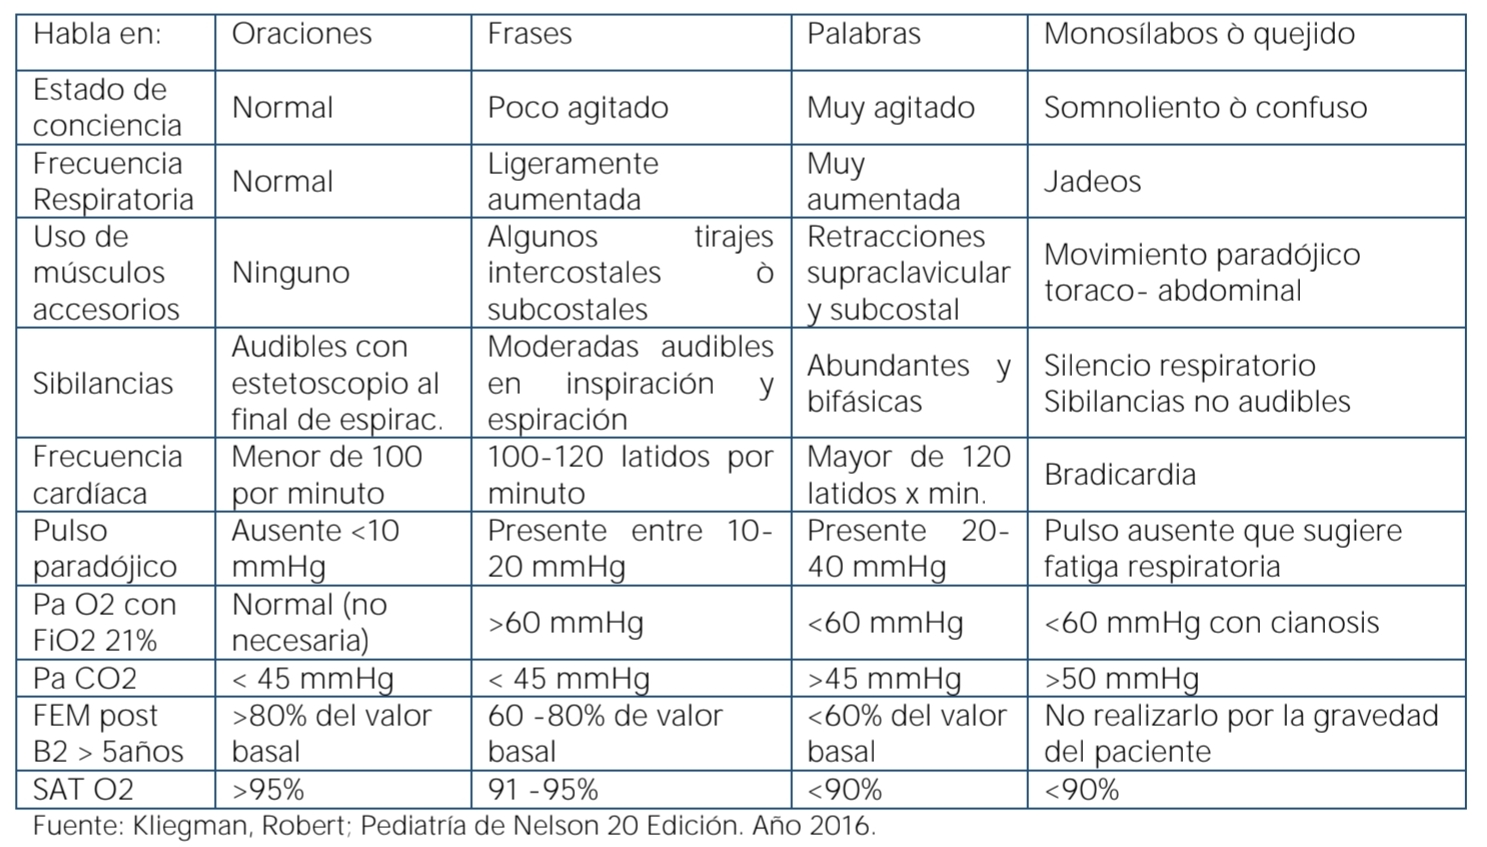 Habla en: Oraciones Frases Palabras Monosílabos ò quejido
Estado de conciencia Normal Poco agitado Muy agitado Somnoliento ò confuso
Frecuencia Respiratoria Normal Ligeramente aumentada Muy aumentada Jadeos
Uso de músculos accesorios Ninguno Algunos tirajes intercostales ò subcostales Retracciones supraclavicular y subcostal Movimiento paradójico toraco- abdominal
Sibilancias Audibles con estetoscopio al final de espirac. Moderadas audibles en inspiración y espiración Abundantes y bifásicas Silencio respiratorio Sibilancias no audibles
Frecuencia cardíaca Menor de 100 por minuto 100-120 latidos por minuto Mayor de 120 latidos x min. Bradicardia
Pulso paradójico Ausente <10 mmHg Presente entre 10-20 mmHg Presente 20-40 mmHg Pulso ausente que sugiere fatiga respiratoria
Pa O2 con FiO2 21% Normal (no necesaria) >60 mmHg <60 mmHg <60 mmHg con cianosis
Pa CO2 < 45 mmHg < 45 mmHg >45 mmHg >50 mmHg
FEM post B2 > 5años >80% del valor basal 60 -80% de valor basal <60% del valor basal No realizarlo por la gravedad del paciente
SAT O2 >95% 91 -95% <90% <90%
Fuente: Kliegman, Robert; Pediatría de Nelson 20 Edición. Año 2016.